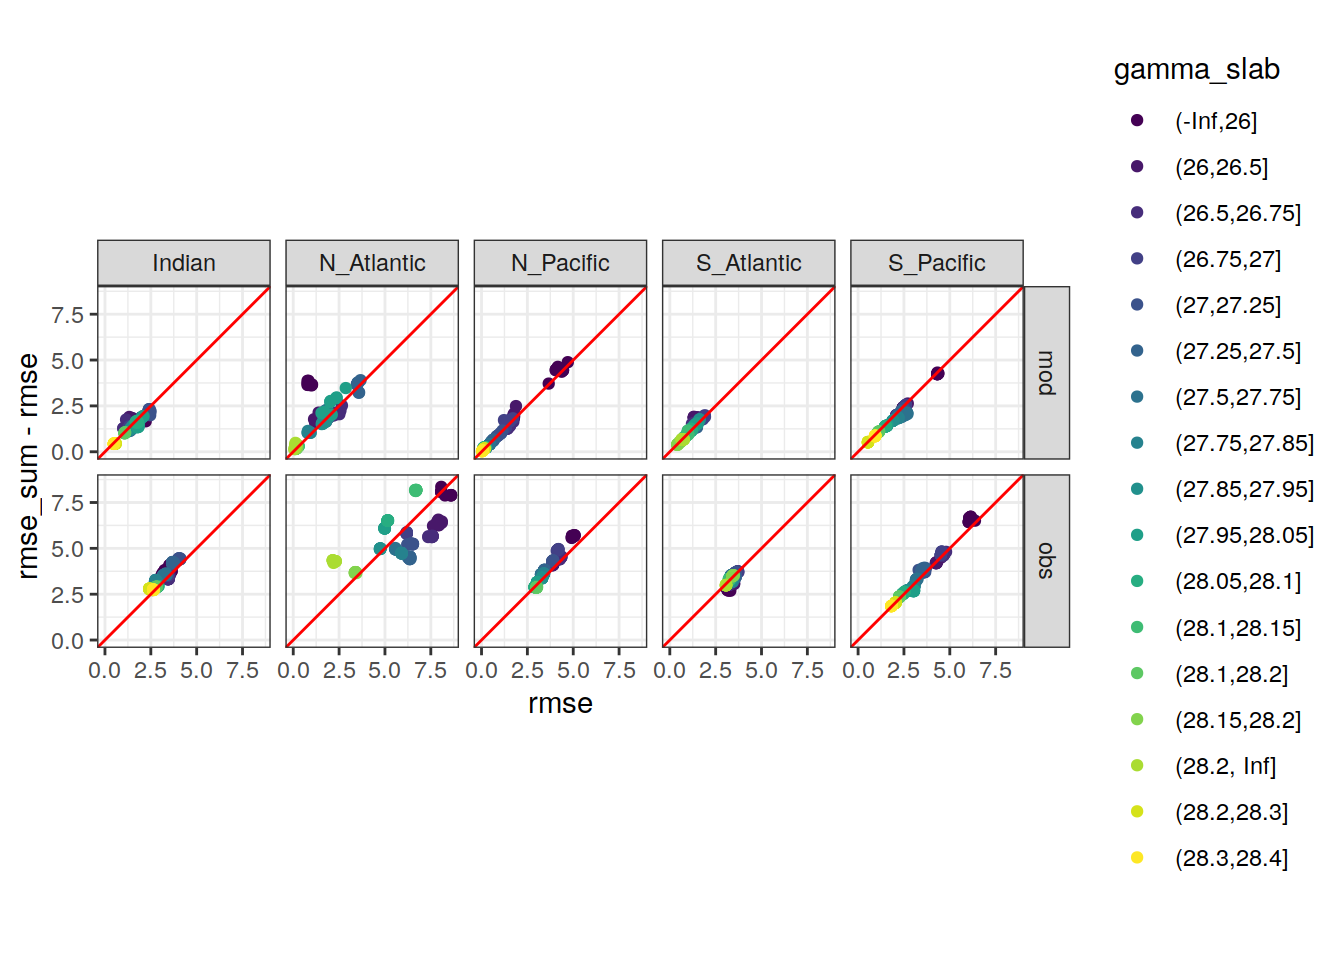 gamma_slab
(-Inf,26]
(26,26.5]
(26.5,26.75]
(26.75,27]
(27,27.25]
(27.25,27.5]
(27.5,27.75]
(27.75,27.85]
(27.85,27.95]
(27.95,28.05]
(28.05,28.1]
(28.1,28.15]
(28.1,28.2]
(28.15,28.2]
(28.2, Inf]
(28.2,28.3]
(28.3,28.4]
Indian N_Atlantic N_Pacific S_Atlantic S_Pacific
7.5
5.0
2.5
0.0
mod
7.5
5.0
2.5
0.0
obs
rmse_sum - rmse
0.0 2.5 5.0 7.5 0.0 2.5 5.0 7.5 0.0 2.5 5.0 7.5 0.0 2.5 5.0 7.5 0.0 2.5 5.0 7.5
rmse